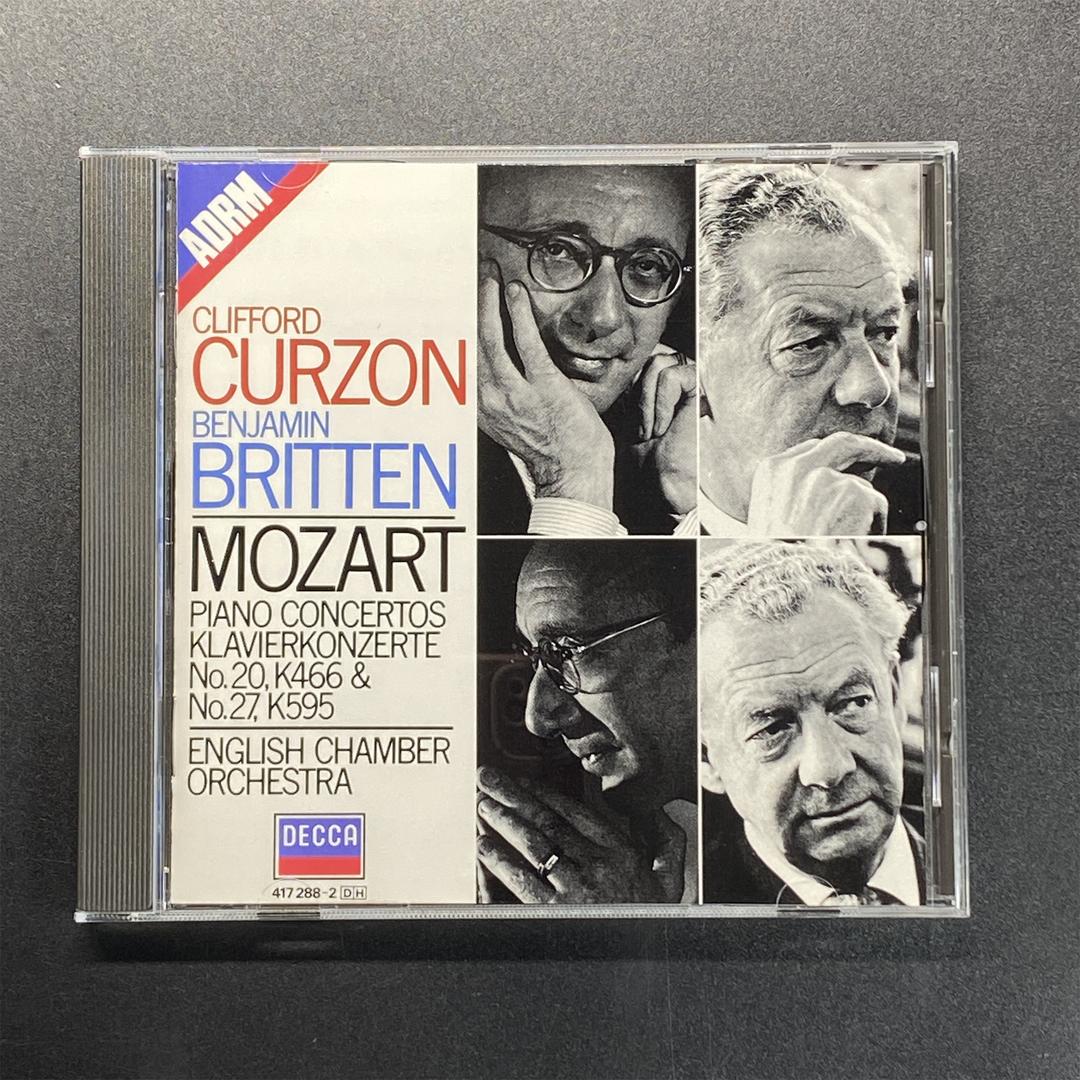 ADRM
CLIFFORD
CURZON
BENJAMIN
BRITTEN
MOZART
PIANO CONCERTOS
KLAVIERKONZERTE
No. 20, K466 &
No. 27, K595
ENGLISH CHAMBER
ORCHESTRA
DECCA
417 288-2 DH